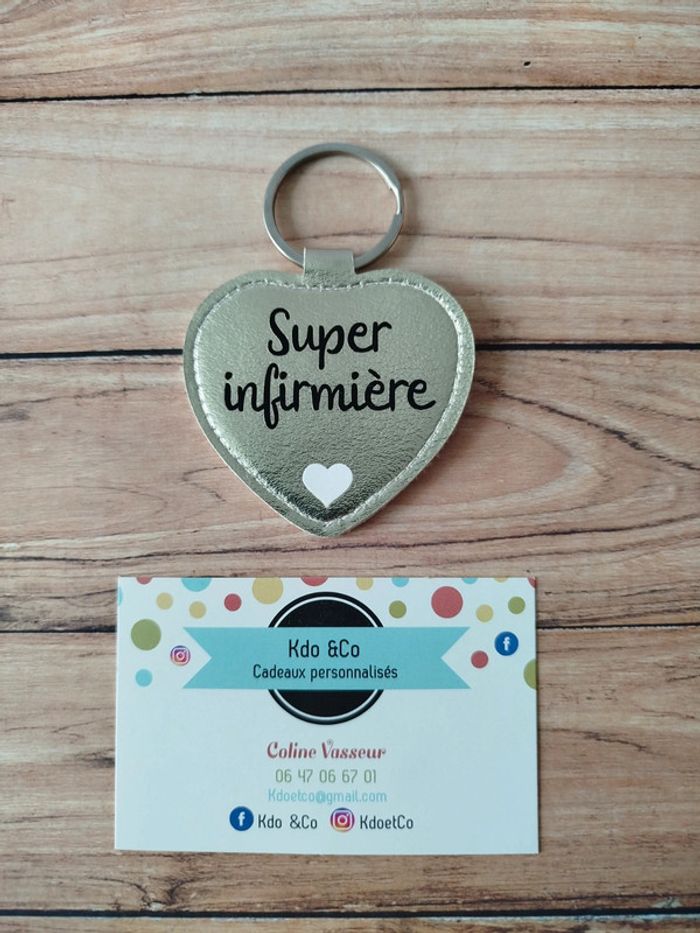 Super
infirmière
Kdo &Co
Cadeaux personnalisés
Coline Vasseur
06 47 06 67 01
Kdoetco@gmail.com
Kdo &Co KdoetCo